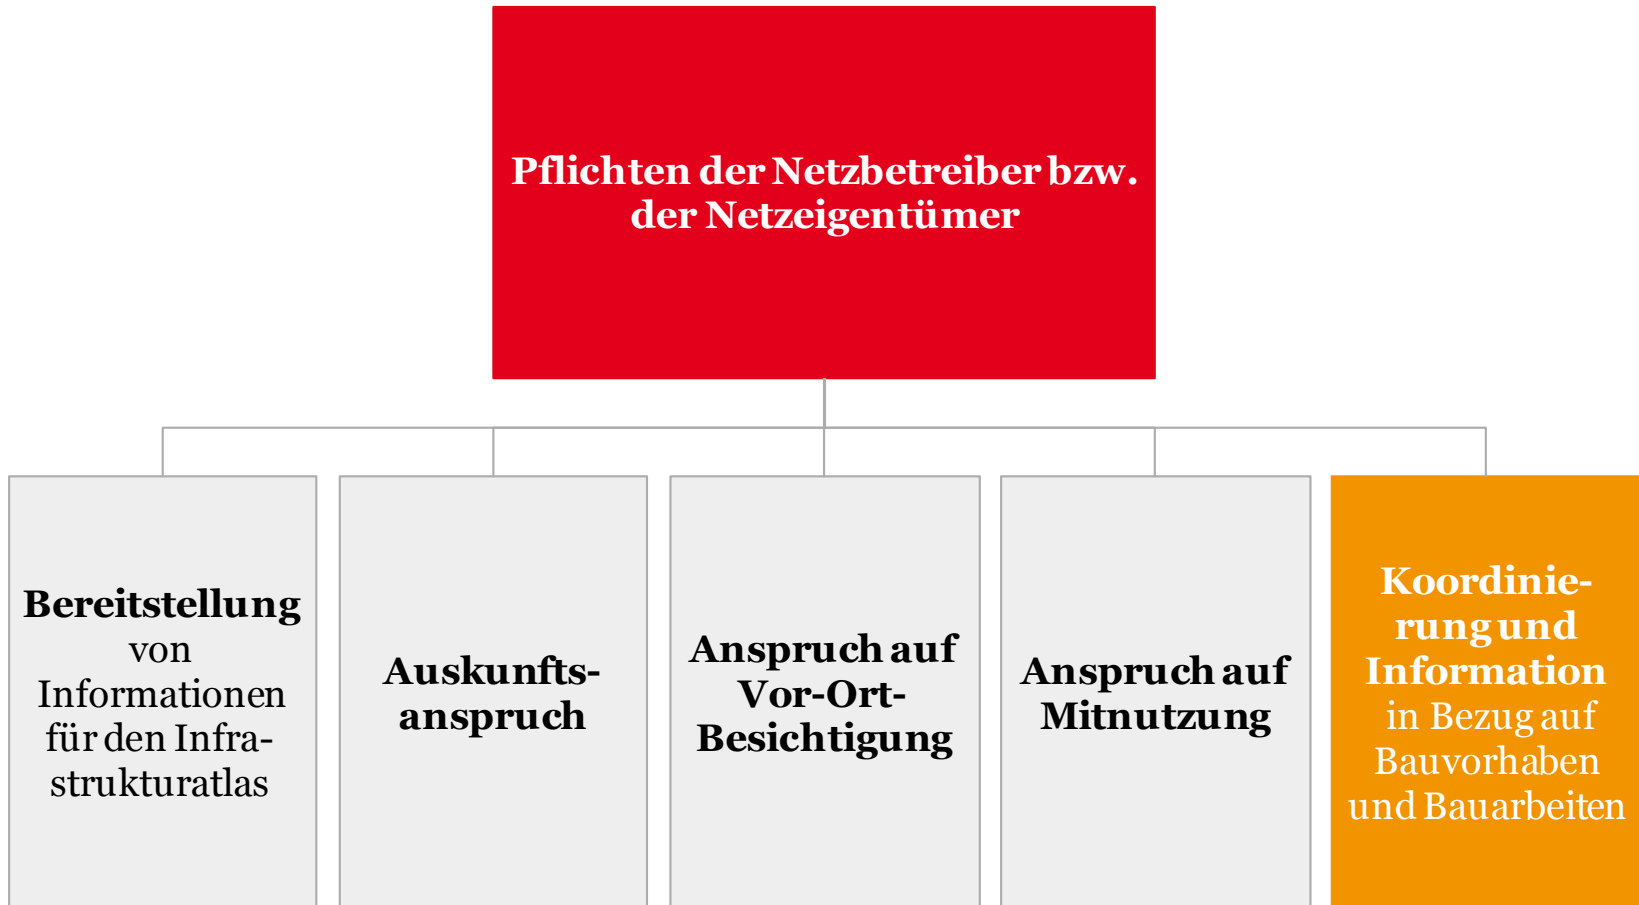 Pflichten der Netzbetreiber bzw.
der Netzeigentümer
Bereitstellung
von
Informationen
für den Infra-
strukturatlas
Auskunfts-
anspruch
Anspruch auf
Vor-Ort-
Besichtigung
Anspruch auf
Mitnutzung
Koordinie-
rung und
Information
in Bezug auf
Bauvorhaben
und Bauarbeiten